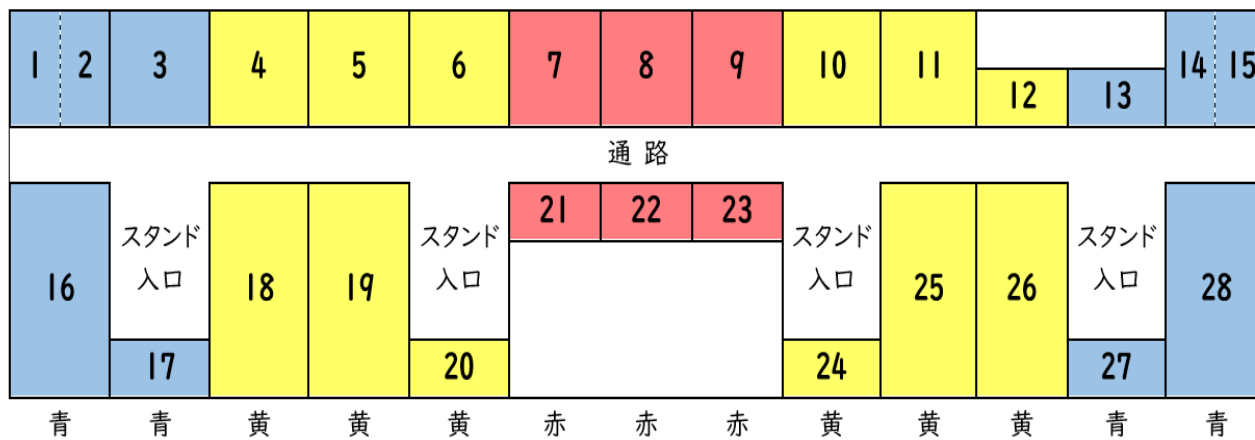 1 2 3 4 5 6 7 8 9 10 11 14 15
12 13
通路
21 22 23
スタンド スタンド スタンド スタンド
入口 入口 入口 入口
16 18 19 25 26 28
17 20 24 27
青 青 黄 黄 黄 赤 赤 赤 黄 黄 黄 青 青